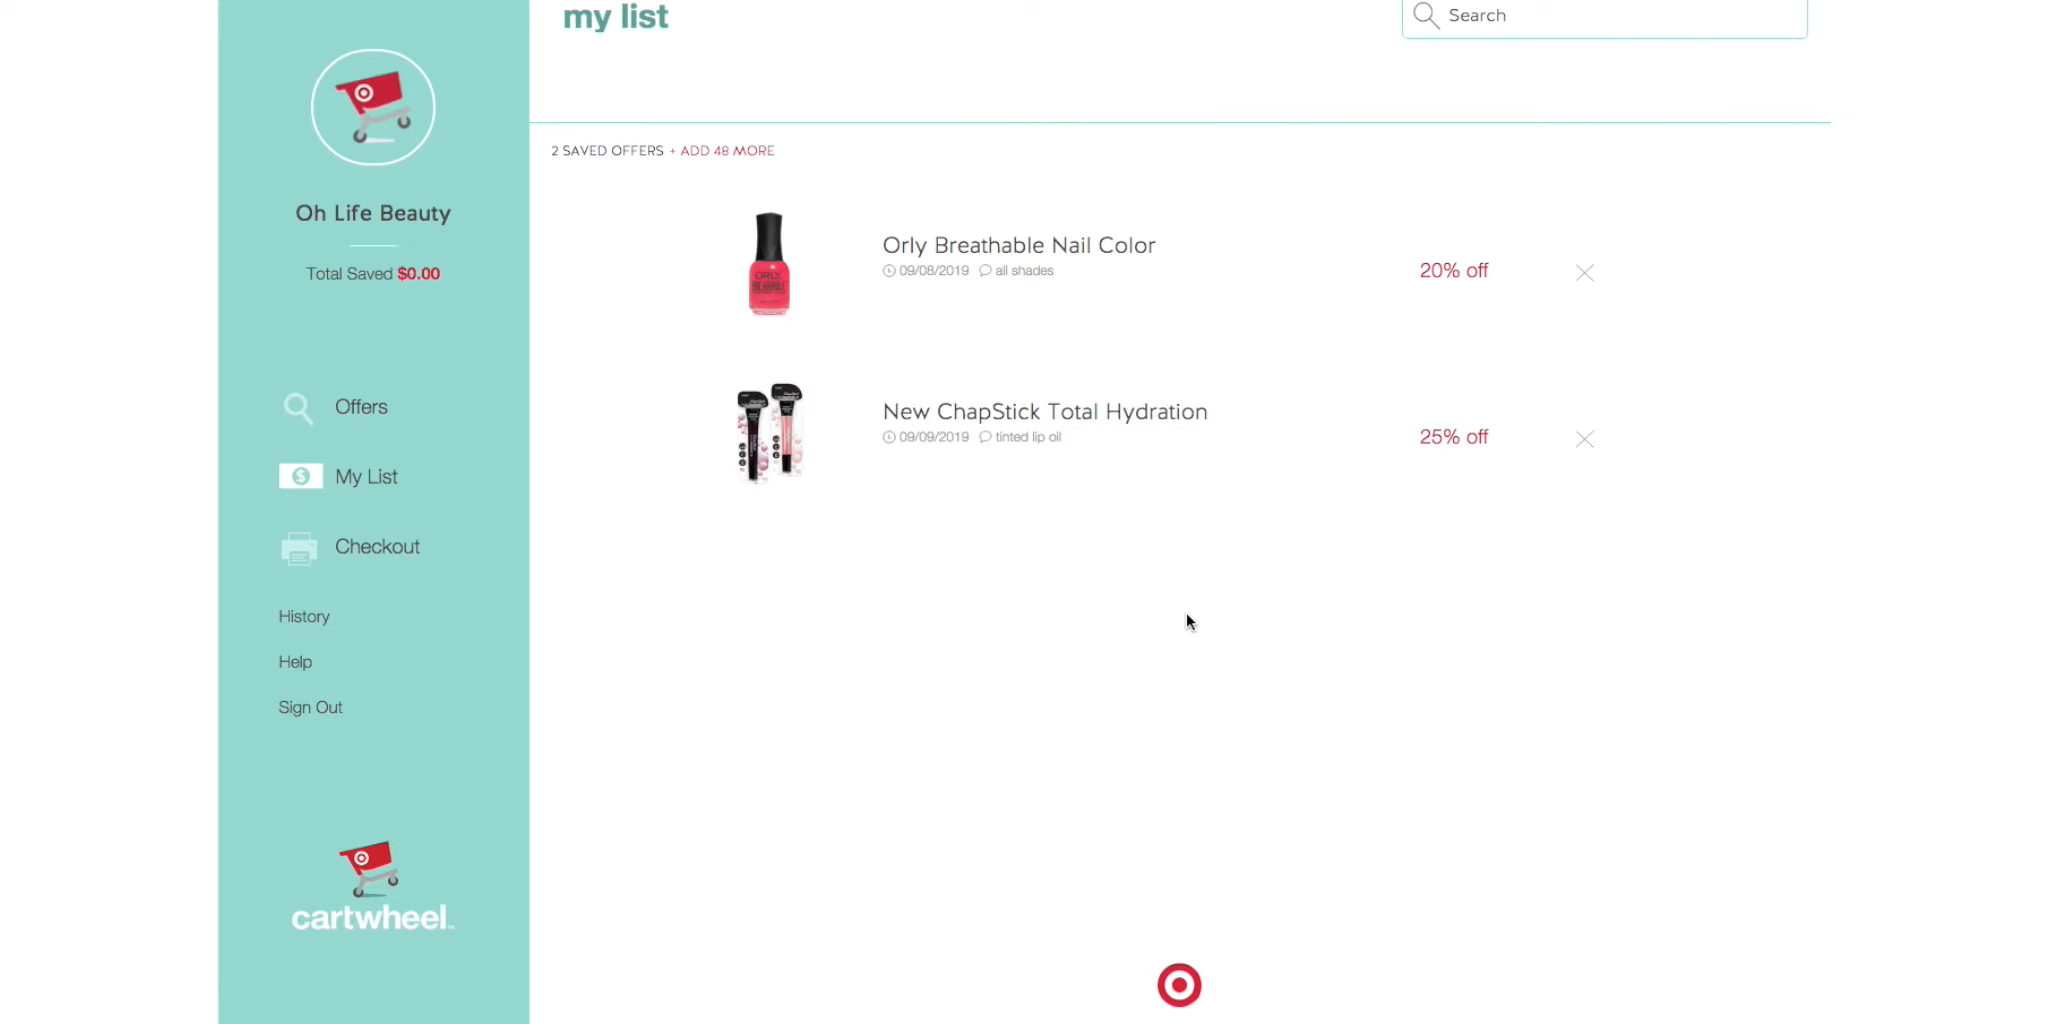 my list
Search
Oh Life Beauty
Total Saved $0.00
Offers
My List
Checkout
History
Help
Sign Out
cartwheel
2 SAVED OFFERS + ADD 48 MORE
ORLY
Orly Breathable Nail Color
09/08/2019 all shades
20% off
New ChapStick Total Hydration
09/09/2019 tinted lip oil
25% off